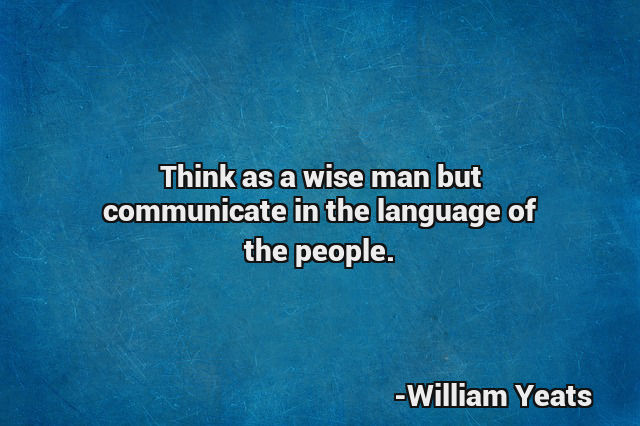 Think as a wise man but
communicate in the language of
the people.
-William Yeats